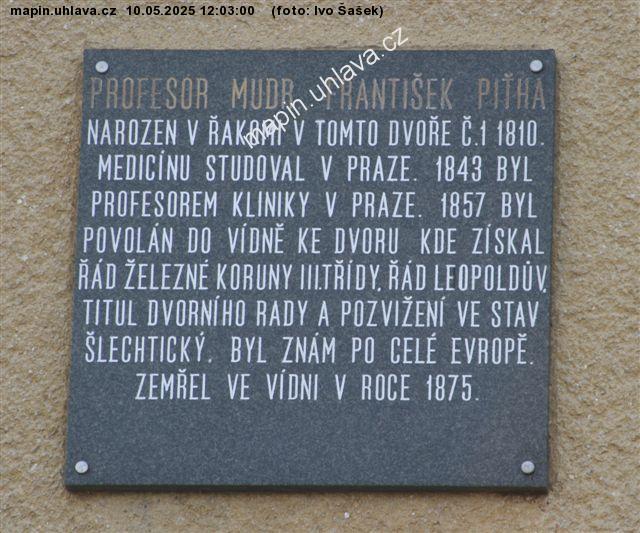 mapin.uhlava.cz 10.05.2025 12:03:00 (foto: Ivo Šašek)
mapin.uhlava.cz
PROFESOR MUDR. FRANTIŠEK PIŤHA
NAROZEN V ŘAKOMI V TOMTO DVOŘE Č.1 1810.
MEDICÍNU STUDOVAL V PRAZE. 1843 BYL
PROFESOREM KLINIKY V PRAZE. 1857 BYL
POVOLÁN DO VÍDNĚ KE DVORU KDE ZÍSKAL
ŘÁD ŽELEZNÉ KORUNY III.TŘÍDY, ŘÁD LEOPOLDŮV,
TITUL DVORNÍHO RADY A POZVIŽENÍ VE STAV
ŠLECHTICKÝ. BYL ZNÁM PO CELÉ EVROPĚ.
ZEMŘEL VE VÍDNI V ROCE 1875.